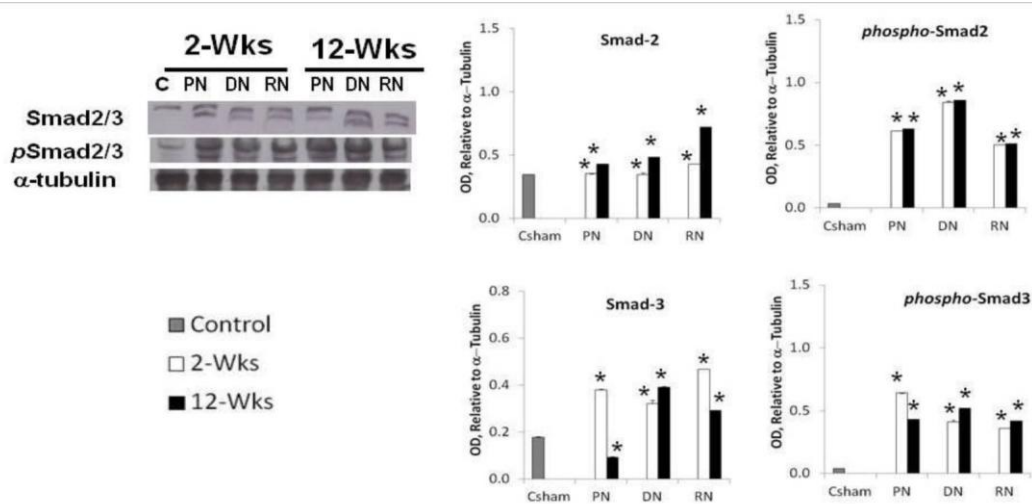 2-Wks 12-Wks
C PN DN RN PN DN RN
Smad2/3
pSmad2/3
α-tubulin
Control
2-Wks
12-Wks
Smad-2
OD, Relative to α–Tubulin
1.5
1.0
0.5
0.0
* * * * * *
Csham PN DN RN
phospho-Smad2
OD, Relative to α–Tubulin
1.5
1.0
0.5
0.0
* * * * * *
Csham PN DN RN
Smad-3
OD, Relative to α–Tubulin
0.8
0.6
0.4
0.2
0.0
* * * * * *
Csham PN DN RN
phospho-Smad3
OD, Relative to α–Tubulin
1.5
1.0
0.5
0.0
* * * * * *
Csham PN DN RN